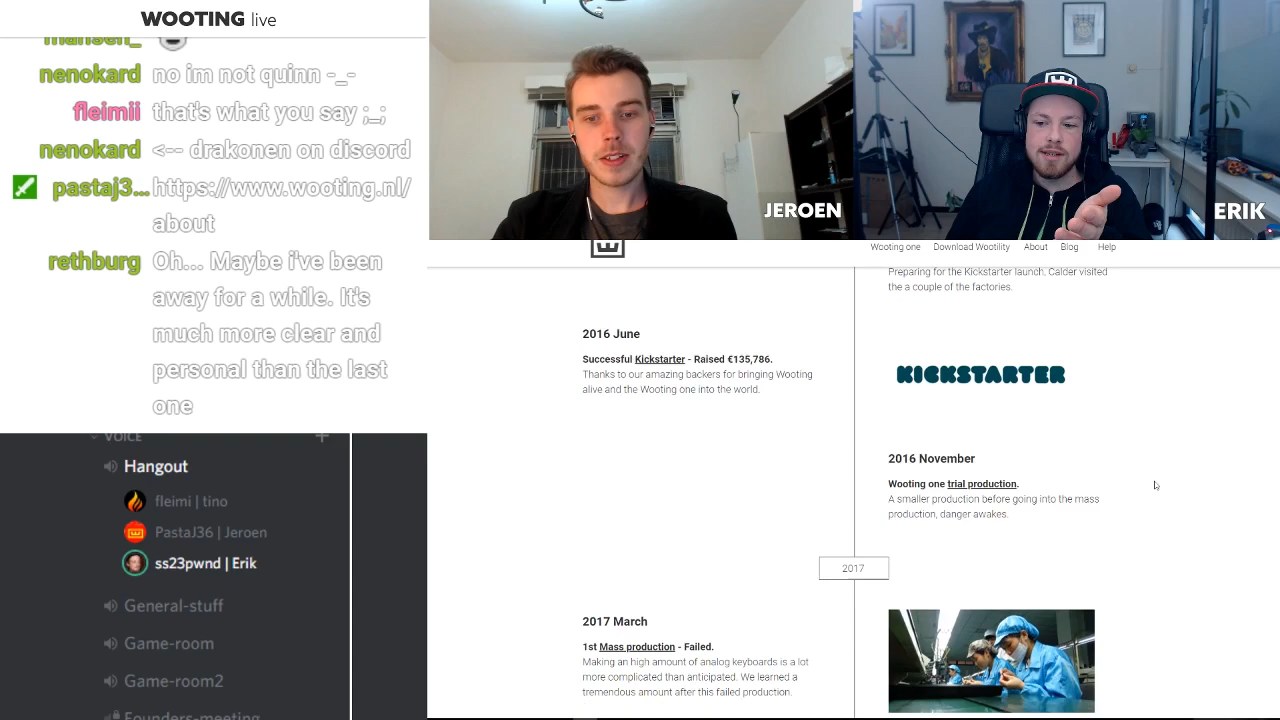 WOOTING live
mansen_
nenokard no im not quinn -_-
fleimii that's what you say ;_;
nenokard <-- drakonen on discord
pastaj3... https://www.wooting.nl/
about
rethburg Oh... Maybe i've been
away for a while. It's
much more clear and
personal than the last
one
VOICE
Hangout
fleimi | tino
PastaJ36 | Jeroen
ss23pwnd | Erik
General-stuff
Game-room
Game-room2
Founders-meeting
JEROEN
ERIK
Wooting one Download Wootility About Blog Help
Preparing for the Kickstarter launch, Calder visited
the a couple of the factories.
2016 June
Successful Kickstarter - Raised €135,786.
Thanks to our amazing backers for bringing Wooting
alive and the Wooting one into the world.
KICKSTARTER
2016 November
Wooting one trial production.
A smaller production before going into the mass
production, danger awakes.
2017
2017 March
1st Mass production - Failed.
Making an high amount of analog keyboards is a lot
more complicated than anticipated. We learned a
tremendous amount after this failed production.